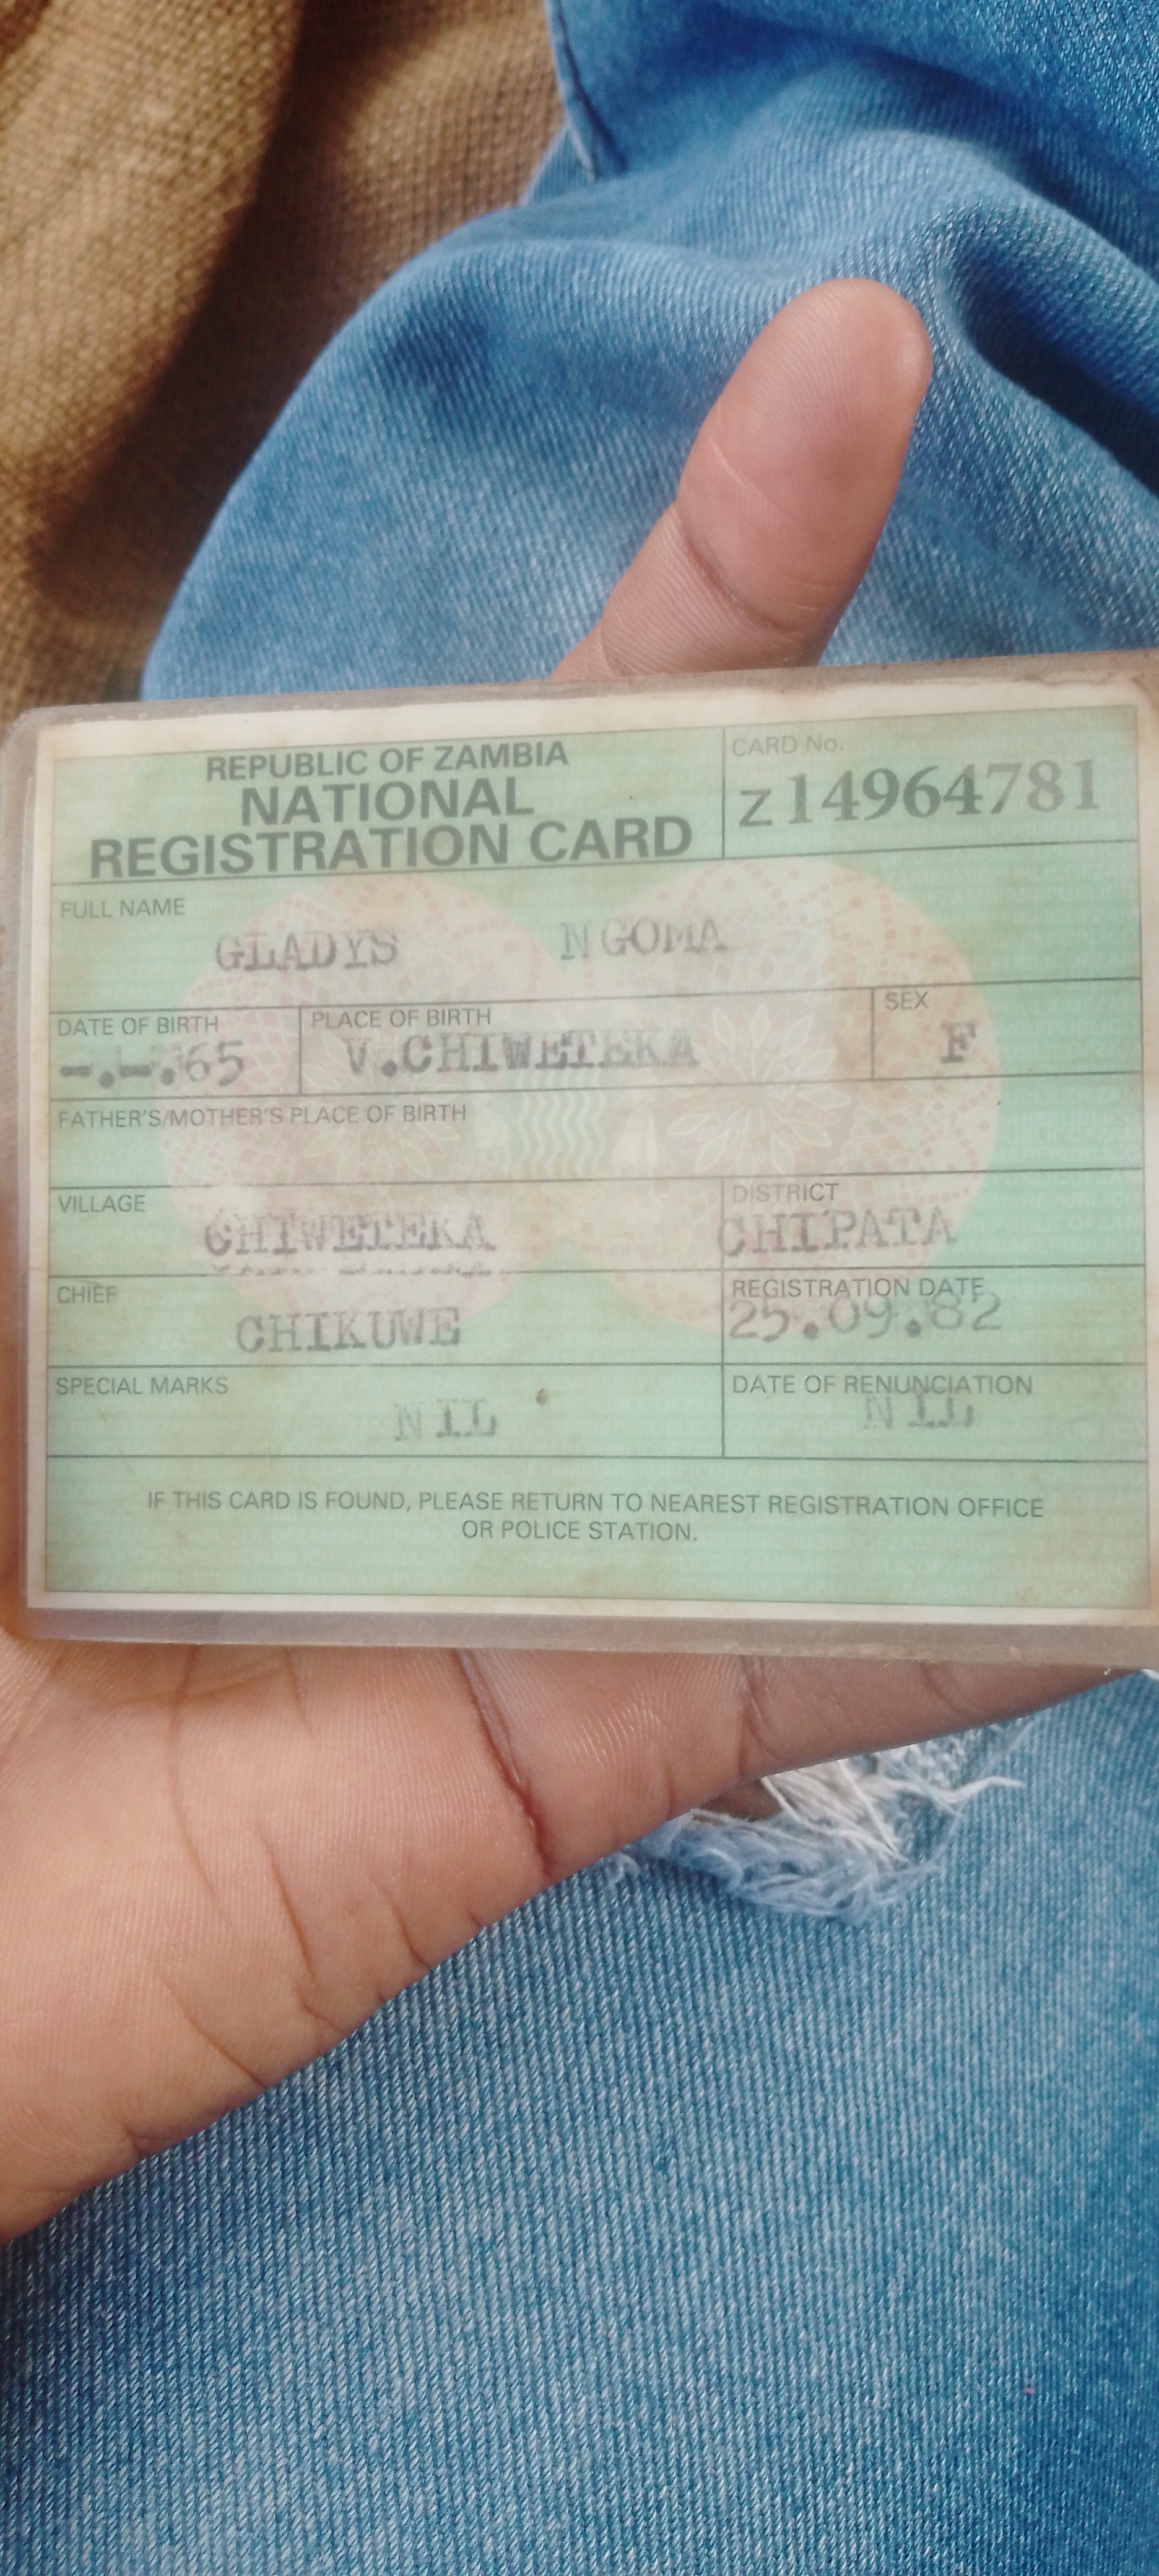 REPUBLIC OF ZAMBIA
NATIONAL
REGISTRATION CARD
CARD No.
Z14964781
FULL NAME
GLADYS NGOMA
DATE OF BIRTH
-.-.65
PLACE OF BIRTH
V.CHIWETEKA
SEX
F
FATHER'S/MOTHER'S PLACE OF BIRTH
VILLAGE
CHIWETEKA
DISTRICT
CHIPATA
CHIEF
CHIKUWE
REGISTRATION DATE
25.09.82
SPECIAL MARKS
NIL
DATE OF RENUNCIATION
NIL
IF THIS CARD IS FOUND, PLEASE RETURN TO NEAREST REGISTRATION OFFICE
OR POLICE STATION.